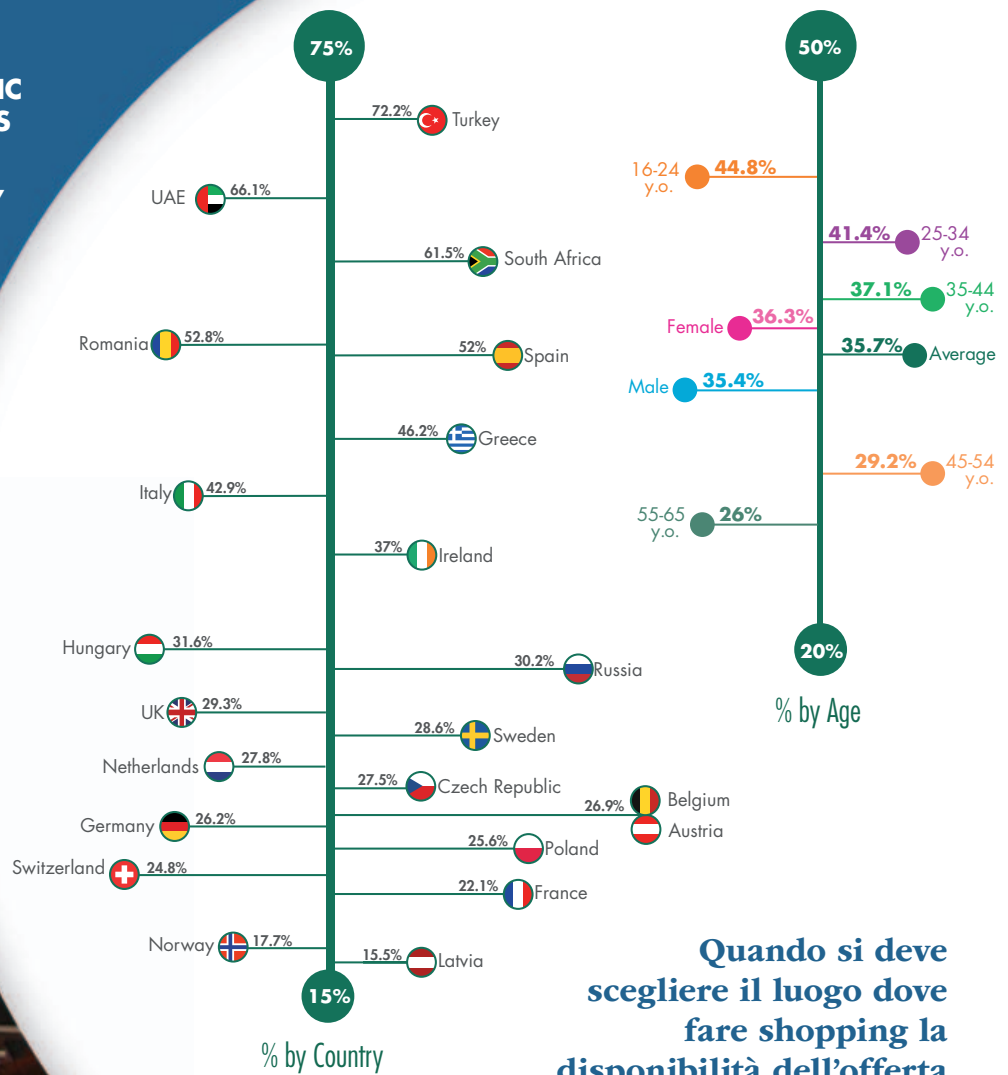 75%
72.2% Turkey
UAE 66.1%
61.5% South Africa
Romania 52.8%
52% Spain
46.2% Greece
Italy 42.9%
37% Ireland
Hungary 31.6%
30.2% Russia
UK 29.3%
28.6% Sweden
Netherlands 27.8%
27.5% Czech Republic
26.9% Belgium
Austria
Germany 26.2%
25.6% Poland
Switzerland 24.8%
22.1% France
Norway 17.7%
15.5% Latvia
15%
% by Country
50%
16-24
y.o.
44.8%
41.4% 25-34
y.o.
37.1% 35-44
y.o.
Female 36.3%
35.7% Average
Male 35.4%
29.2% 45-54
y.o.
55-65
y.o.
26%
20%
% by Age
Quando si deve
scegliere il luogo dove
fare shopping la
disponibilità dell'offerta